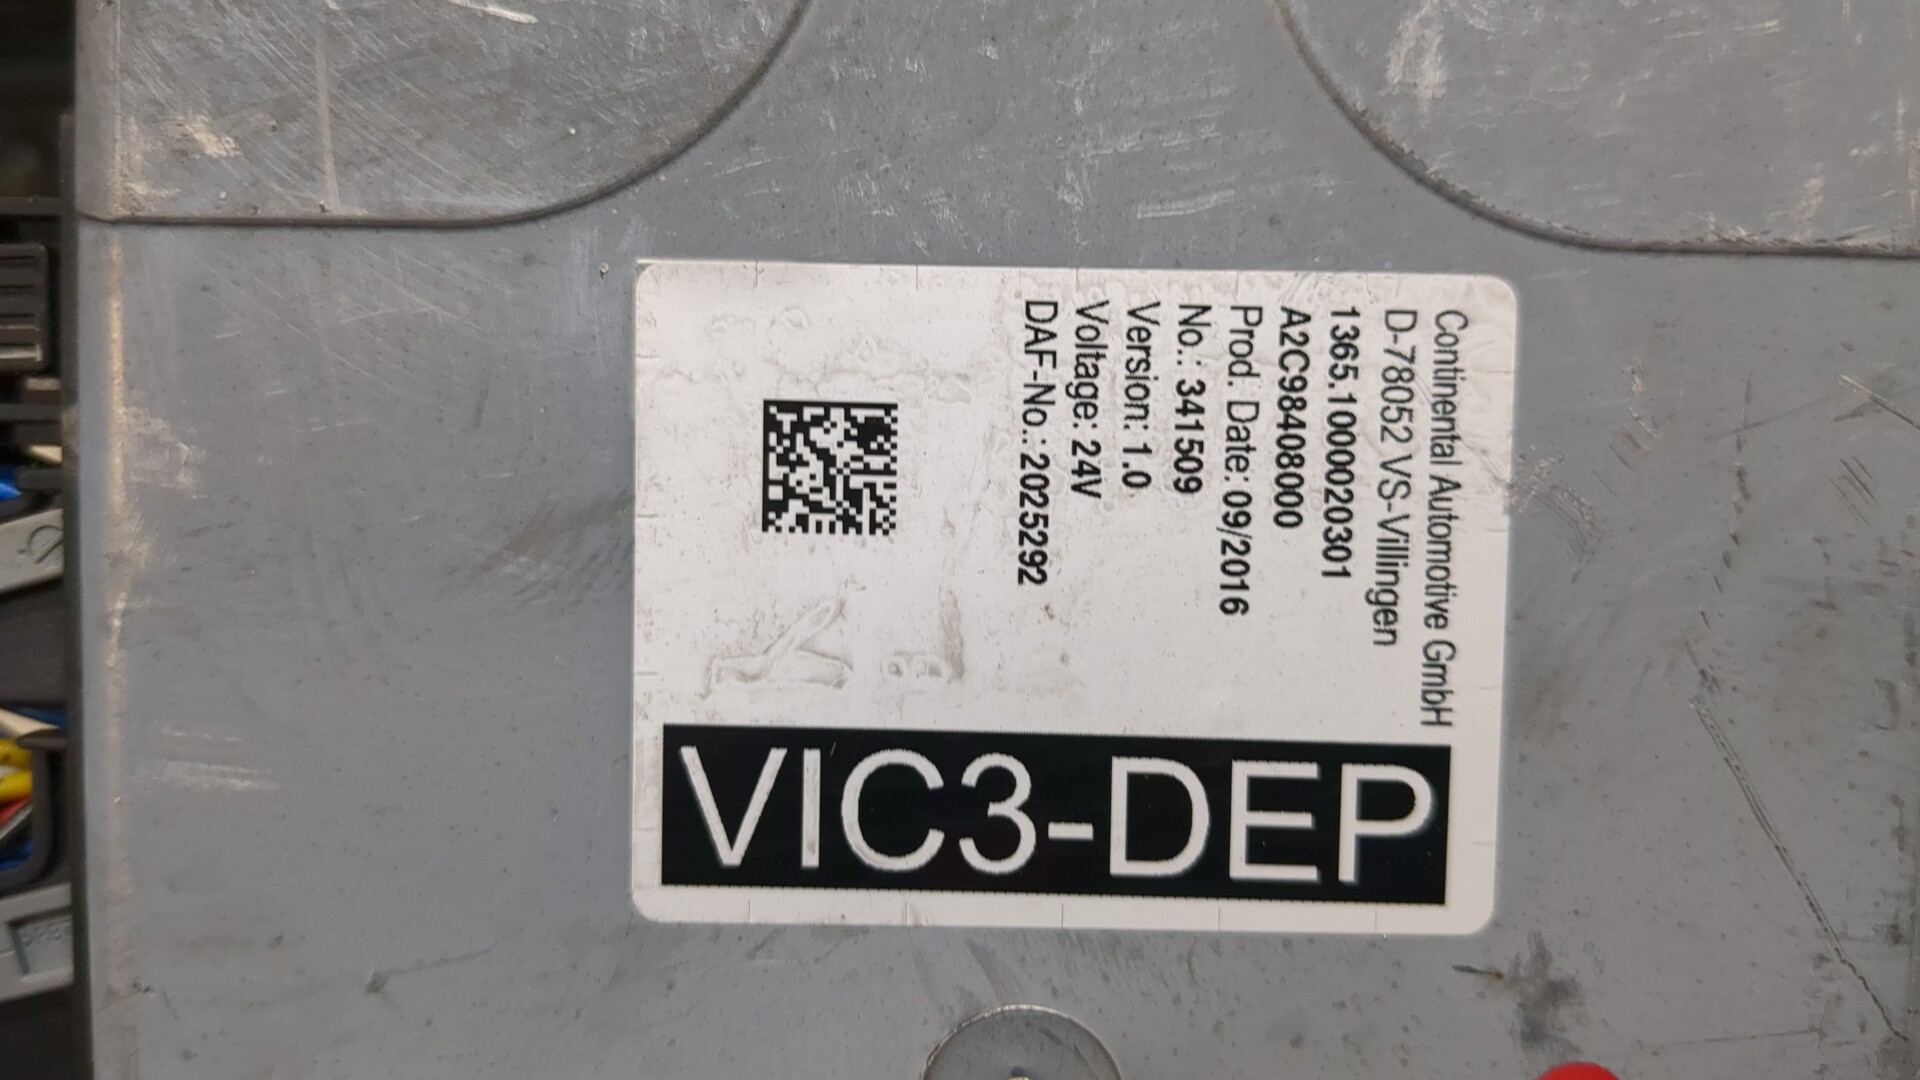 Continental Automotive GmbH
D-78052 VS-Villingen
1365.10000020301
A2C98408000
Prod. Date: 09/2016
No.: 341509
Version: 1.0
Voltage: 24V
DAF-No.: 2025292
VIC3-DEP